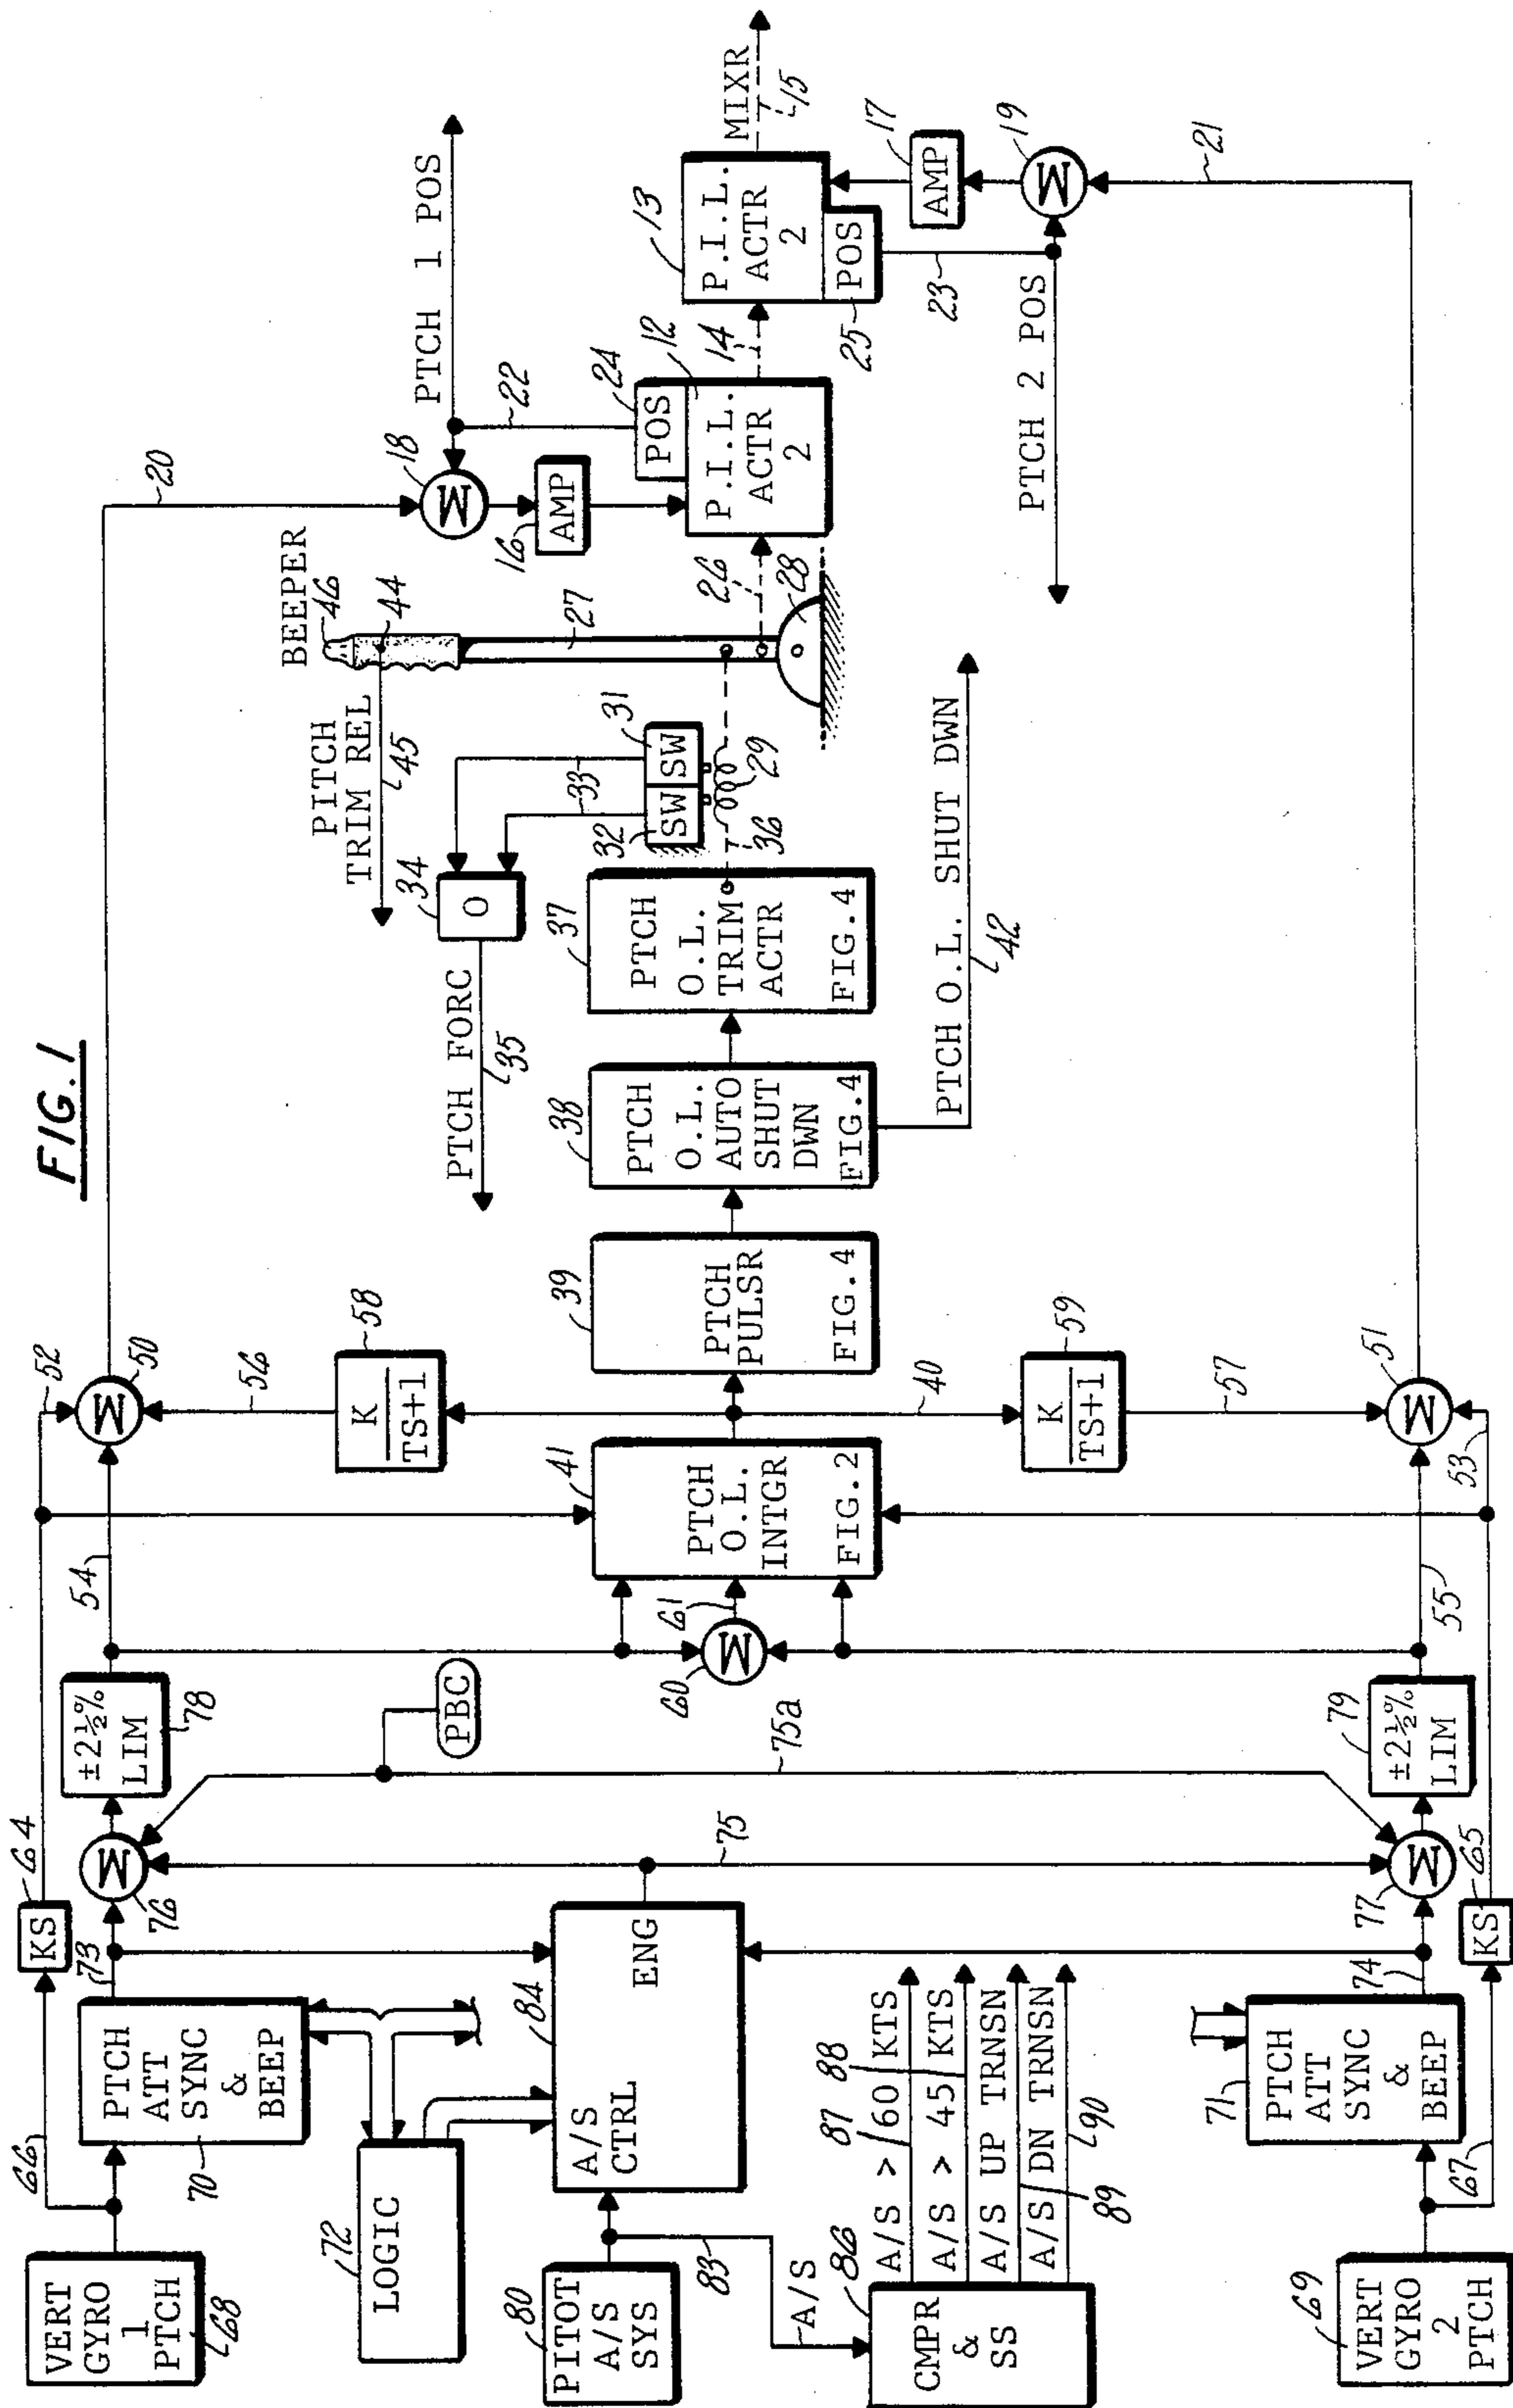 FIG. 1
VERT
GYRO
1
PTCH
68
66
PTCH
ATT
SYNC
&
BEEP
70
73
KS
64
M
76
±2½%
LIM
78
54
52
M
50
20
LOGIC
72
PITOT
A/S
SYS
80
83
A/S
A/S
CTRL
ENG
84
75
75a
PBC
M
60
61
PTCH
O.L.
INTGR
FIG.2
41
56
K
TS+1
58
40
K
TS+1
59
57
PTCH
PULSR
FIG.4
39
PTCH
O.L.
AUTO
SHUT
DWN
FIG.4
38
PTCH O.L. SHUT DWN
42
PTCH
O.L.
TRIM
ACTR
FIG.4
37
PTCH FORC
35
O
34
33
SW
32
SW
31
29
36
PITCH
TRIM REL
45
BEEPER
46
44
27
26
28
M
18
AMP
16
PTCH 1 POS
22
POS
24
P.I.L.
ACTR
2
12
14
P.I.L.
ACTR
2
13
POS
25
MIXR
15
AMP
17
M
19
23
PTCH 2 POS
21
CMPR
&
SS
86
A/S > 60 KTS
87
A/S > 45 KTS
88
A/S UP TRNSN
89
A/S DN TRNSN
90
VERT
GYRO
2
PTCH
69
67
PTCH
ATT
SYNC
&
BEEP
71
74
KS
65
M
77
±2½%
LIM
79
55
53
M
51